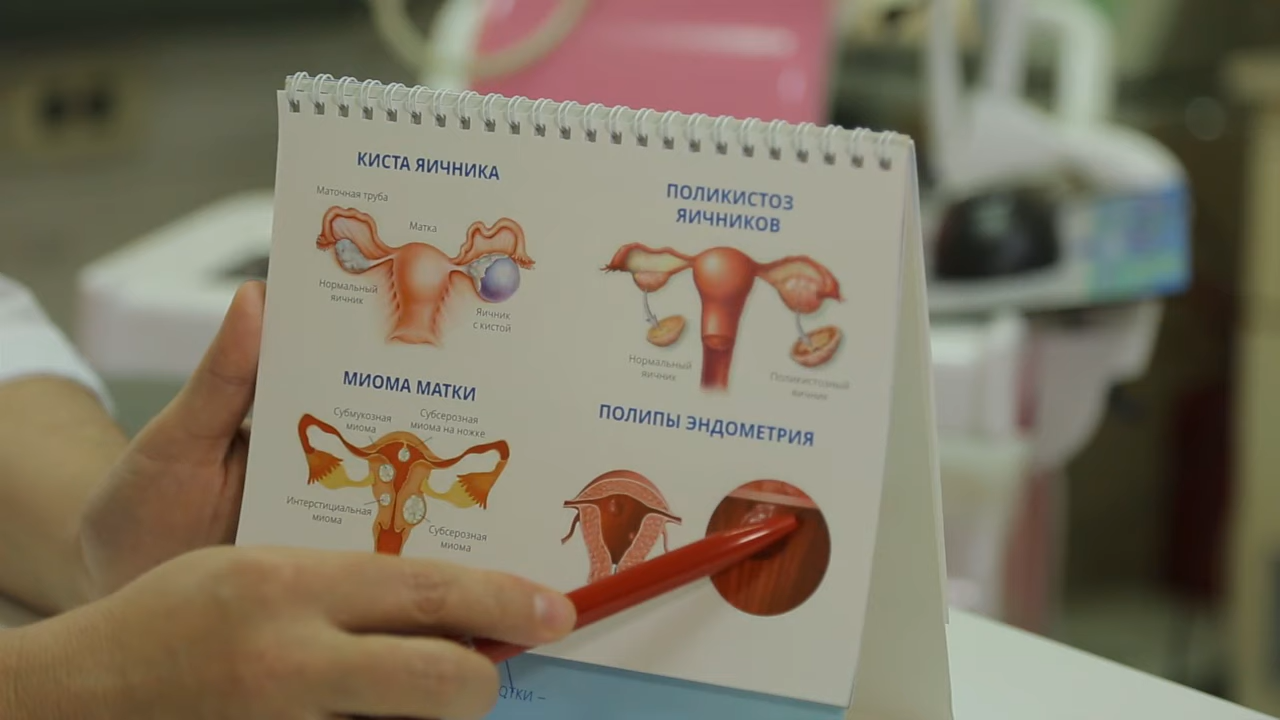 КИСТА ЯИЧНИКА
Маточная труба
Матка
Нормальный
яичник
Яичник
с кистой
ПОЛИКИСТОЗ
ЯИЧНИКОВ
Нормальный
яичник
Поликистозный
яичник
МИОМА МАТКИ
Субмукозная
миома
Субсерозная
миома на ножке
Интерстициальная
миома
Субсерозная
миома
ПОЛИПЫ ЭНДОМЕТРИЯ